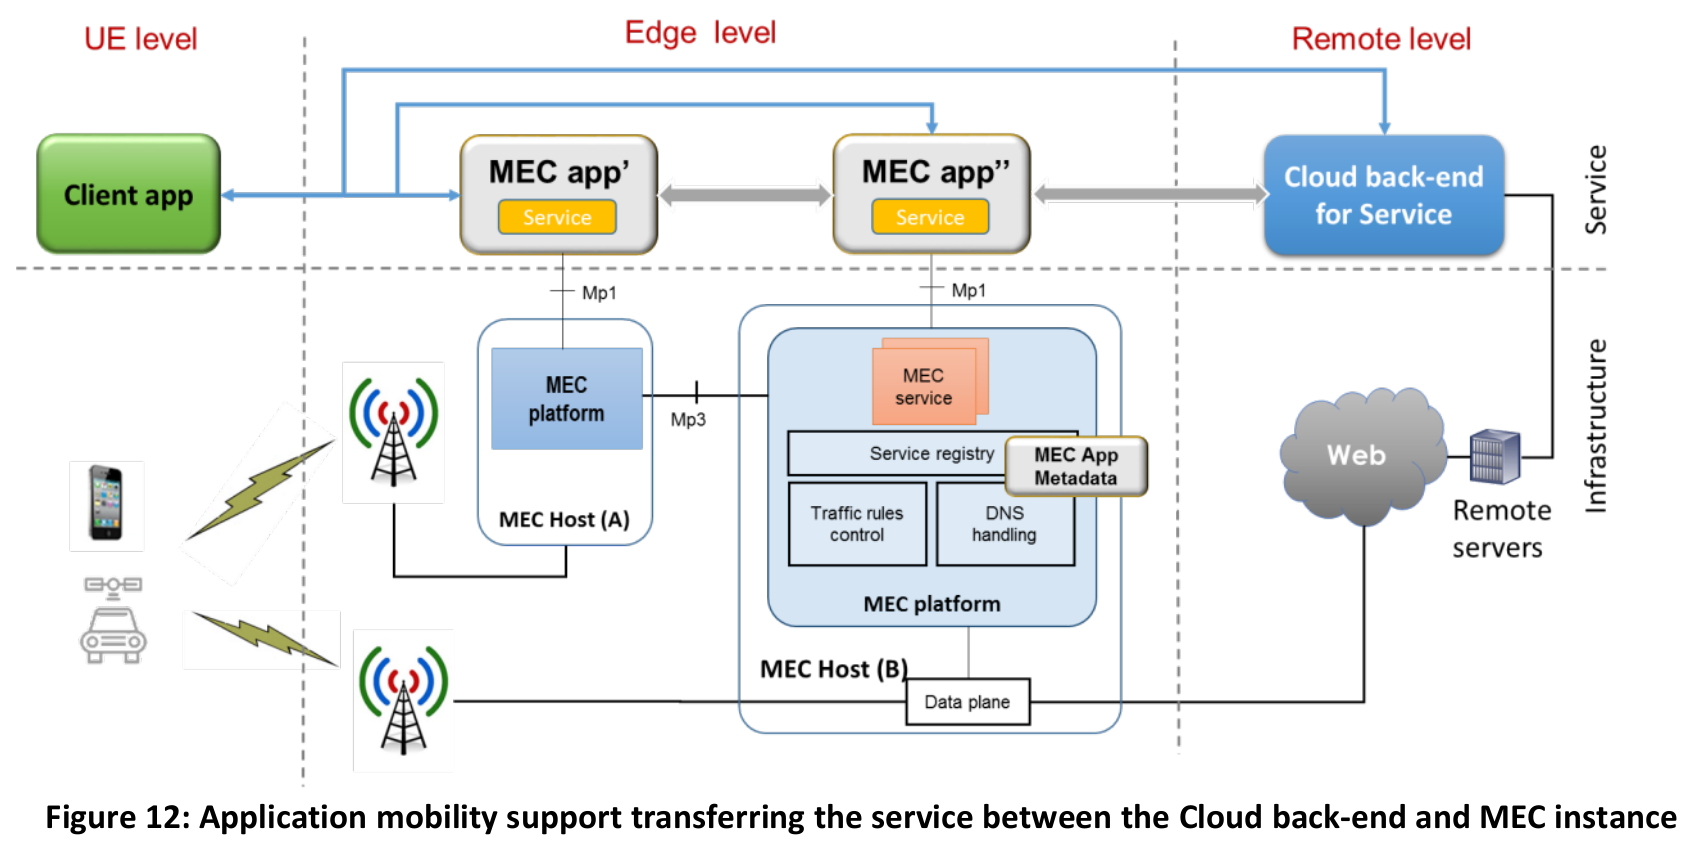 UE level
Edge level
Remote level
Client app
MEC app’
Service
MEC app’’
Service
Cloud back-end
for Service
Service
Mp1
Mp1
MEC
platform
MEC Host (A)
Mp3
MEC
service
Service registry
MEC App
Metadata
Traffic rules
control
DNS
handling
MEC platform
MEC Host (B)
Data plane
Web
Remote
servers
Infrastructure
Figure 12: Application mobility support transferring the service between the Cloud back-end and MEC instance